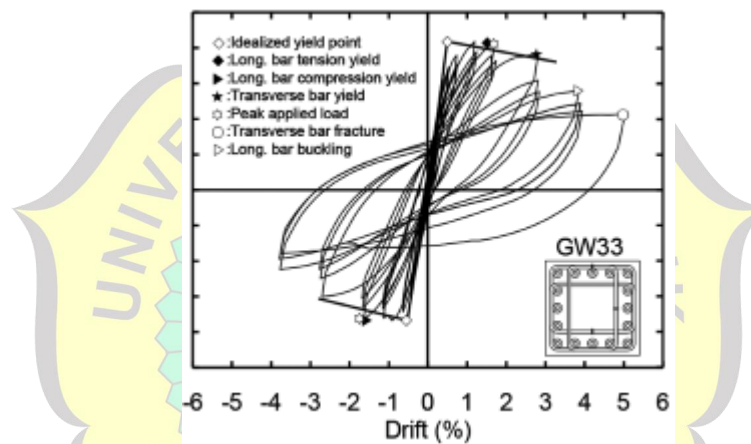 ◇:Idealized yield point
◆:Long. bar tension yield
▶:Long. bar compression yield
★:Transverse bar yield
✡:Peak applied load
○:Transverse bar fracture
▷:Long. bar buckling
GW33
-6 -5 -4 -3 -2 -1 0 1 2 3 4 5 6
Drift (%)
UNIVE